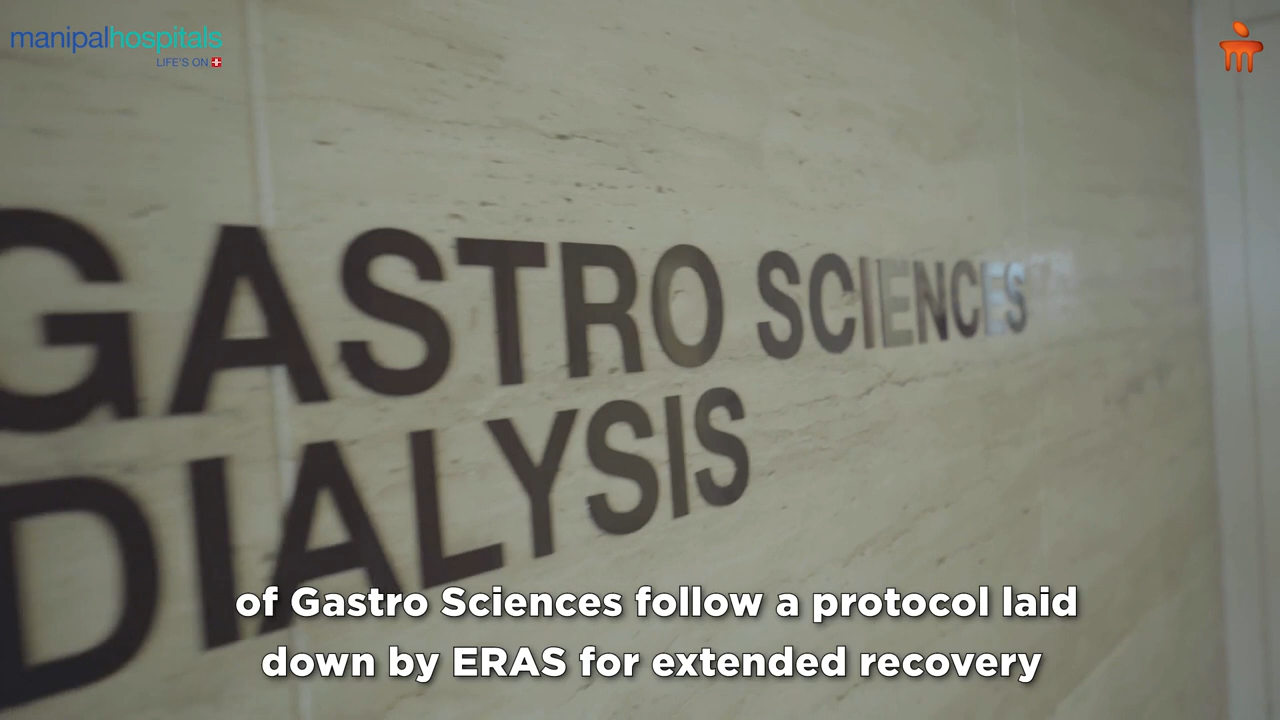 manipalhospitals
LIFE'S ON
GASTRO SCIENCES
DIALYSIS
of Gastro Sciences follow a protocol laid
down by ERAS for extended recovery